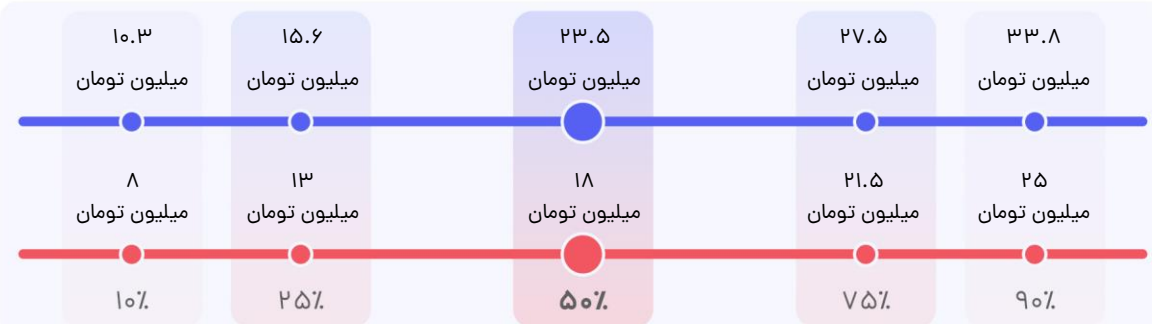 ۱۰.۳ ۱۵.۶ ۲۳.۵ ۲۷.۵ ۳۳.۸
میلیون تومان میلیون تومان میلیون تومان میلیون تومان میلیون تومان
۸ ۱۳ ۱۸ ۲۱.۵ ۲۵
میلیون تومان میلیون تومان میلیون تومان میلیون تومان میلیون تومان
۱۰٪ ۲۵٪ ۵۰٪ ۷۵٪ ۹۰٪